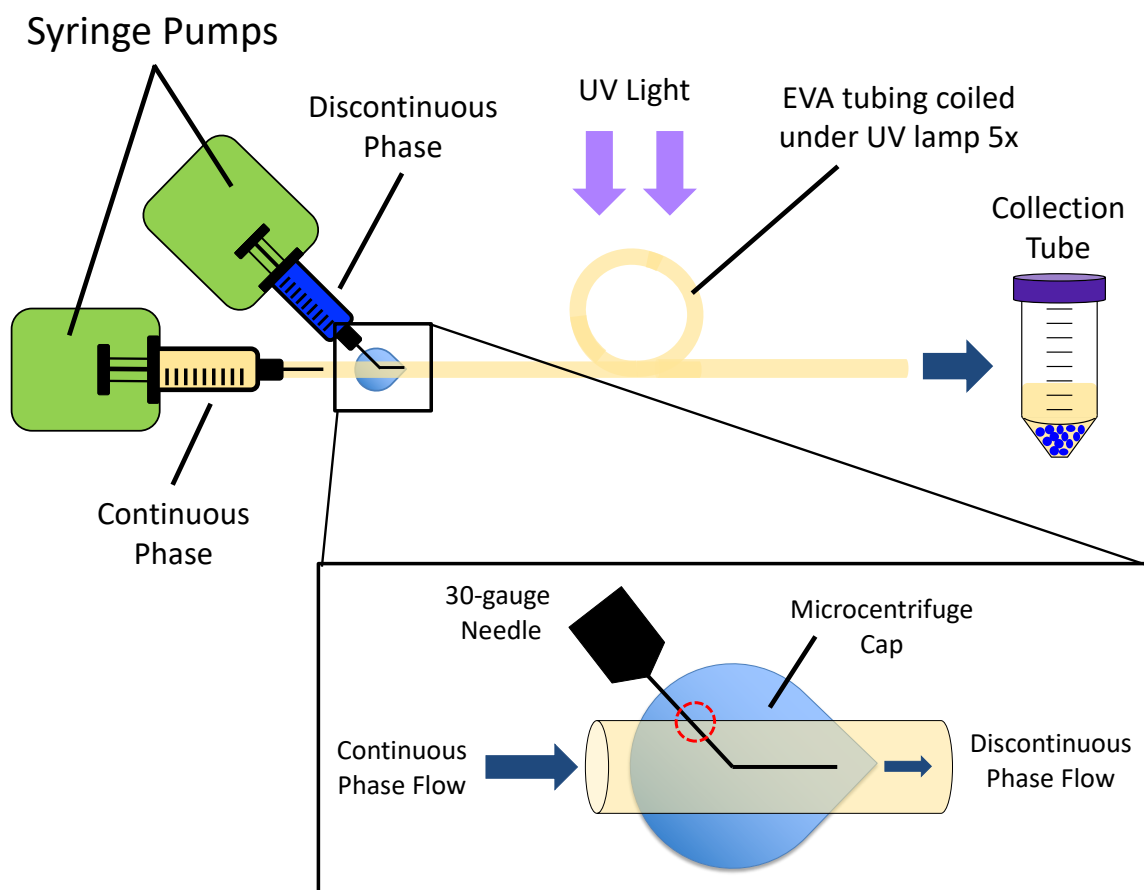 Syringe Pumps
Discontinuous
Phase
UV Light
EVA tubing coiled
under UV lamp 5x
Collection
Tube
Continuous
Phase
30-gauge
Needle
Microcentrifuge
Cap
Continuous
Phase Flow
Discontinuous
Phase Flow